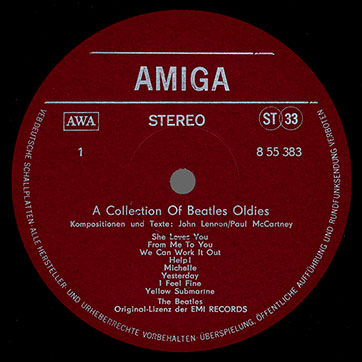 AMIGA
AWA
STEREO
ST 33
1
8 55 383
A Collection Of Beatles Oldies
Kompositionen und Texte: John Lennon/Paul McCartney
She Loves You
From Me To You
We Can Work It Out
Help!
Michelle
Yesterday
I Feel Fine
Yellow Submarine
The Beatles
Original-Lizenz der EMI RECORDS
VEB DEUTSCHE SCHALLPLATTEN · ALLE HERSTELLER- UND URHEBERRECHTE VORBEHALTEN · ÜBERSPIELUNG, ÖFFENTLICHE AUFFÜHRUNG UND RUNDFUNKSENDUNG VERBOTEN